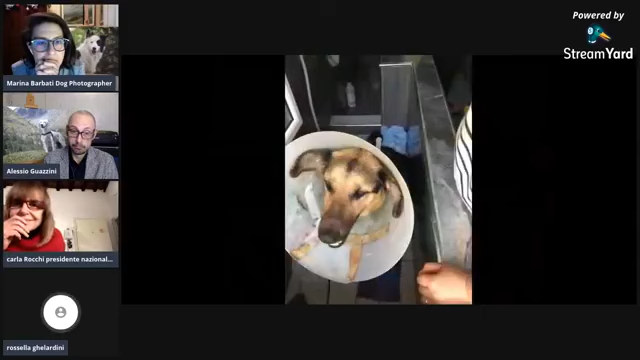 Powered by
StreamYard
Marina Barbati Dog Photographer
Alessio Guazzini
carla Rocchi presidente nazional...
rossella ghelardini